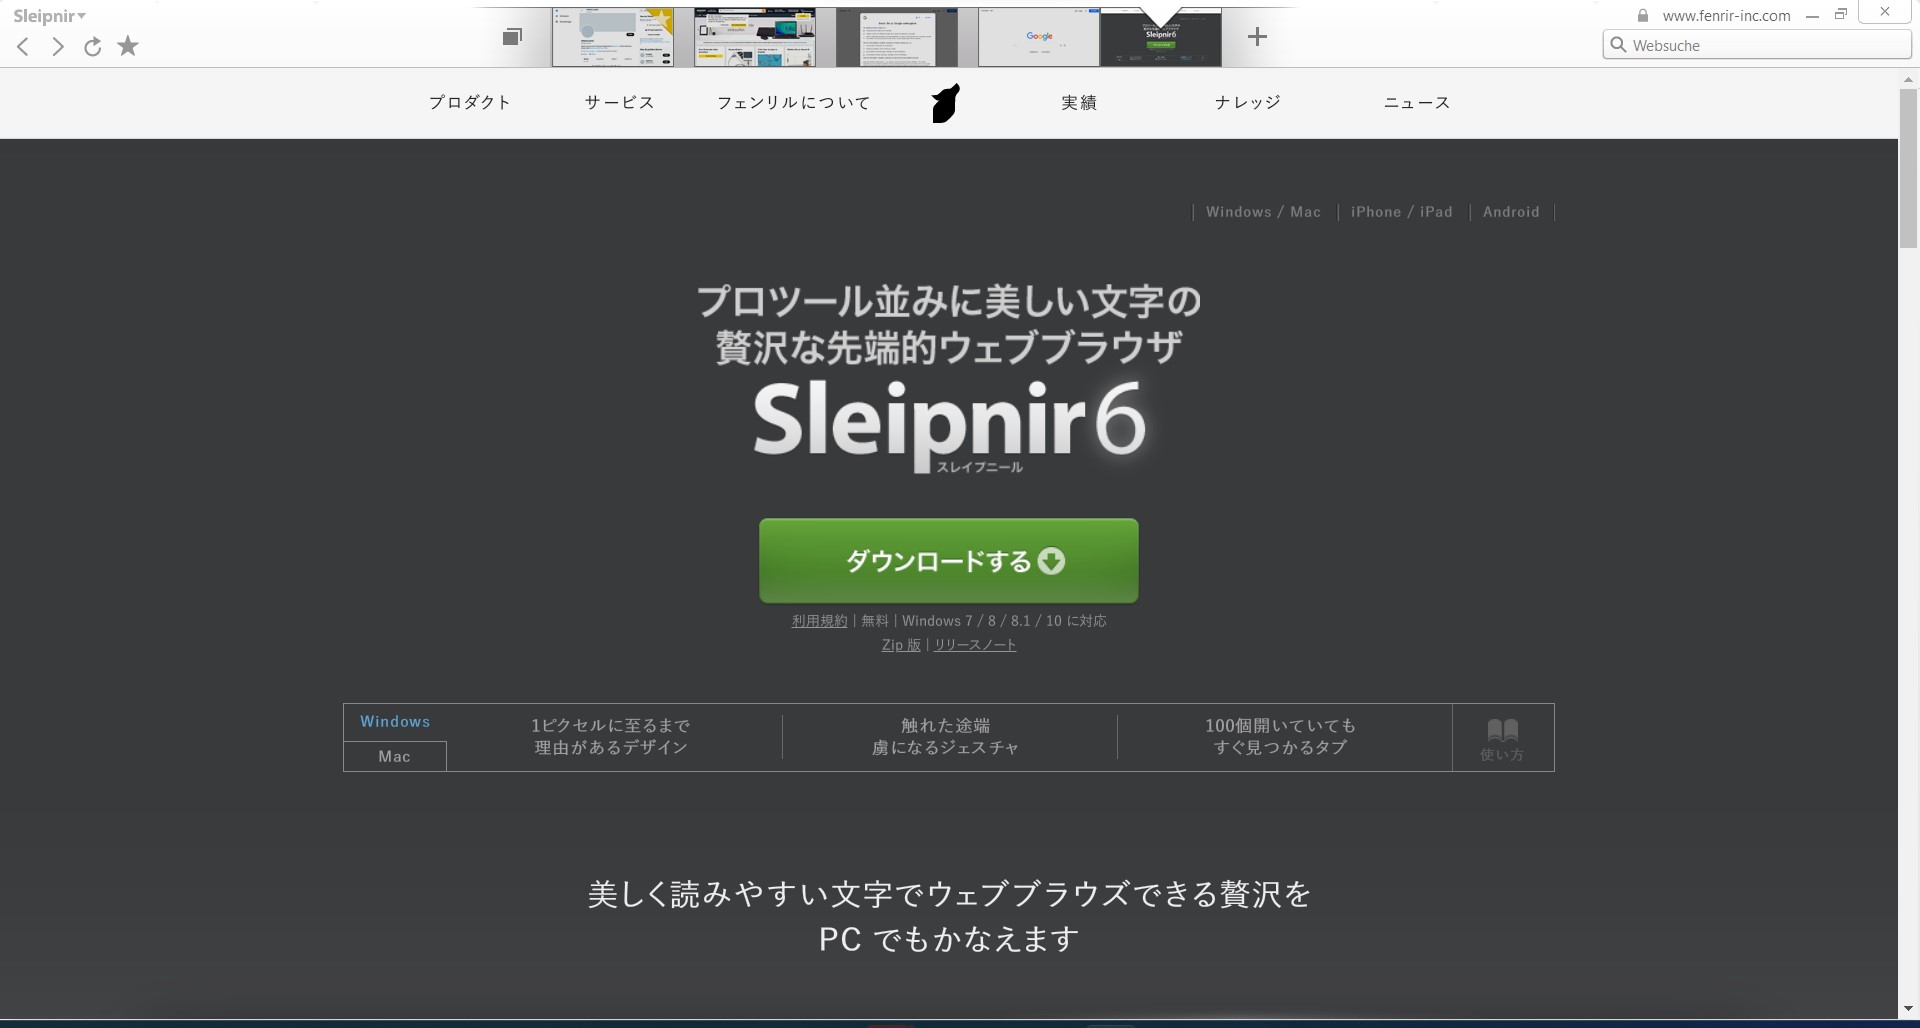 Sleipnir
www.fenrir-inc.com
Websuche
Google
Sleipnir6
プロダクト
サービス
フェンリルについて
実績
ナレッジ
ニュース
Windows / Mac
iPhone / iPad
Android
プロツール並みに美しい文字の
贅沢な先端的ウェブブラウザ
Sleipnir6
スレイプニール
ダウンロードする
利用規約 | 無料 | Windows 7 / 8 / 8.1 / 10 に対応
Zip 版 | リリースノート
Windows
Mac
1ピクセルに至るまで
理由があるデザイン
触れた途端
虜になるジェスチャ
100個開いていても
すぐ見つかるタブ
使い方
美しく読みやすい文字でウェブブラウズできる贅沢を
PC でもかなえます